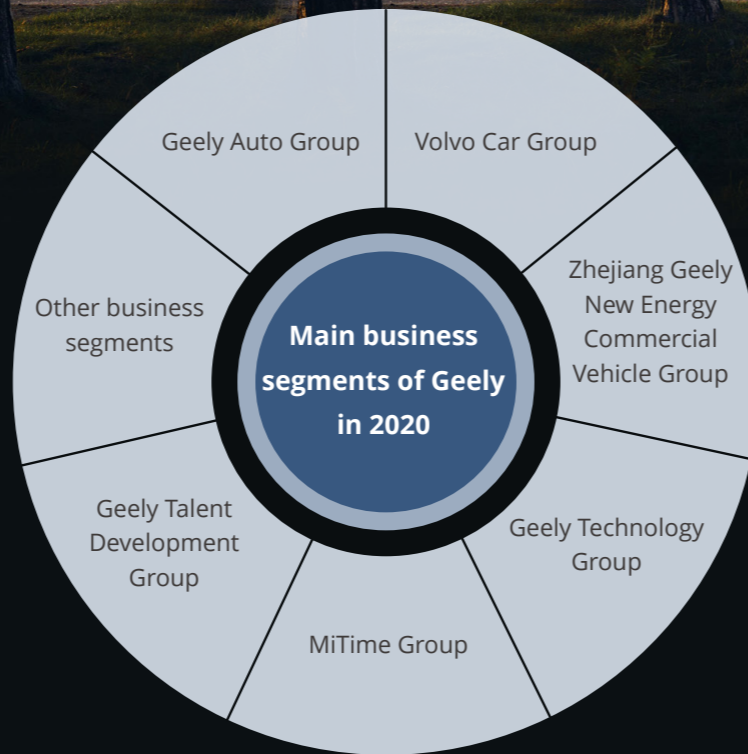 Geely Auto Group
Volvo Car Group
Zhejiang Geely
New Energy
Commercial
Vehicle Group
Geely Technology
Group
MiTime Group
Geely Talent
Development
Group
Other business
segments
Main business
segments of Geely
in 2020